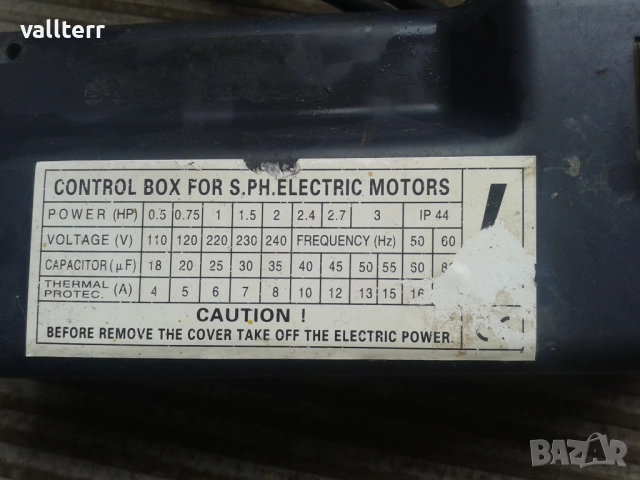 vallterr
CONTROL BOX FOR S.PH.ELECTRIC MOTORS
POWER (HP) 0.5 0.75 1 1.5 2 2.4 2.7 3 IP 44
VOLTAGE (V) 110 120 220 230 240 FREQUENCY (Hz) 50 60
CAPACITOR (µF) 18 20 25 30 35 40 45 50 55 60
THERMAL PROTEC. (A) 4 5 6 7 8 10 12 13 15 16
CAUTION !
BEFORE REMOVE THE COVER TAKE OFF THE ELECTRIC POWER.
BAZAR